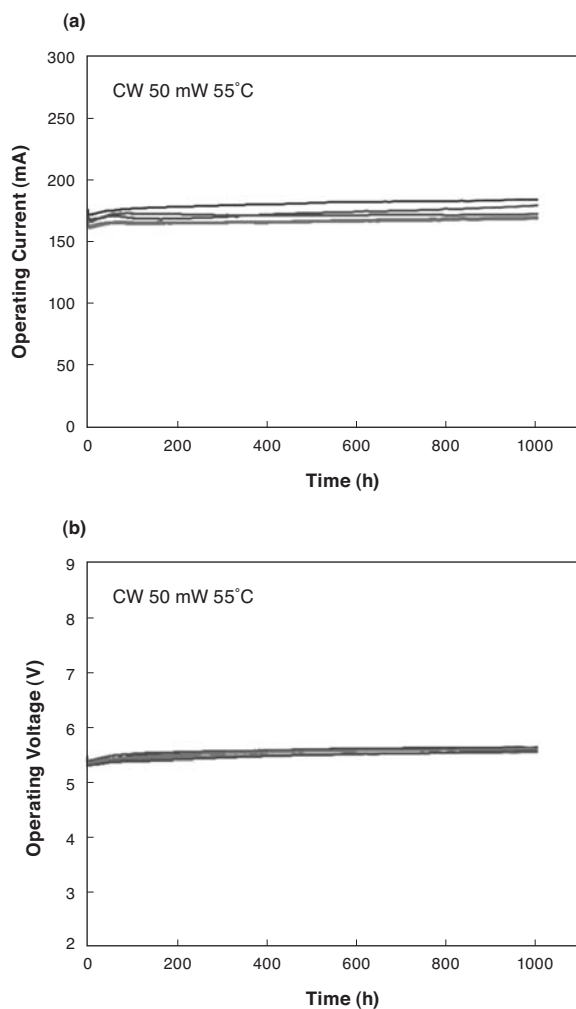 (a)
300
CW 50 mW 55˚C
250
200
150
100
50
0
Operating Current (mA)
0 200 400 600 800 1000
Time (h)
(b)
9
CW 50 mW 55˚C
8
7
6
5
4
3
2
Operating Voltage (V)
0 200 400 600 800 1000
Time (h)